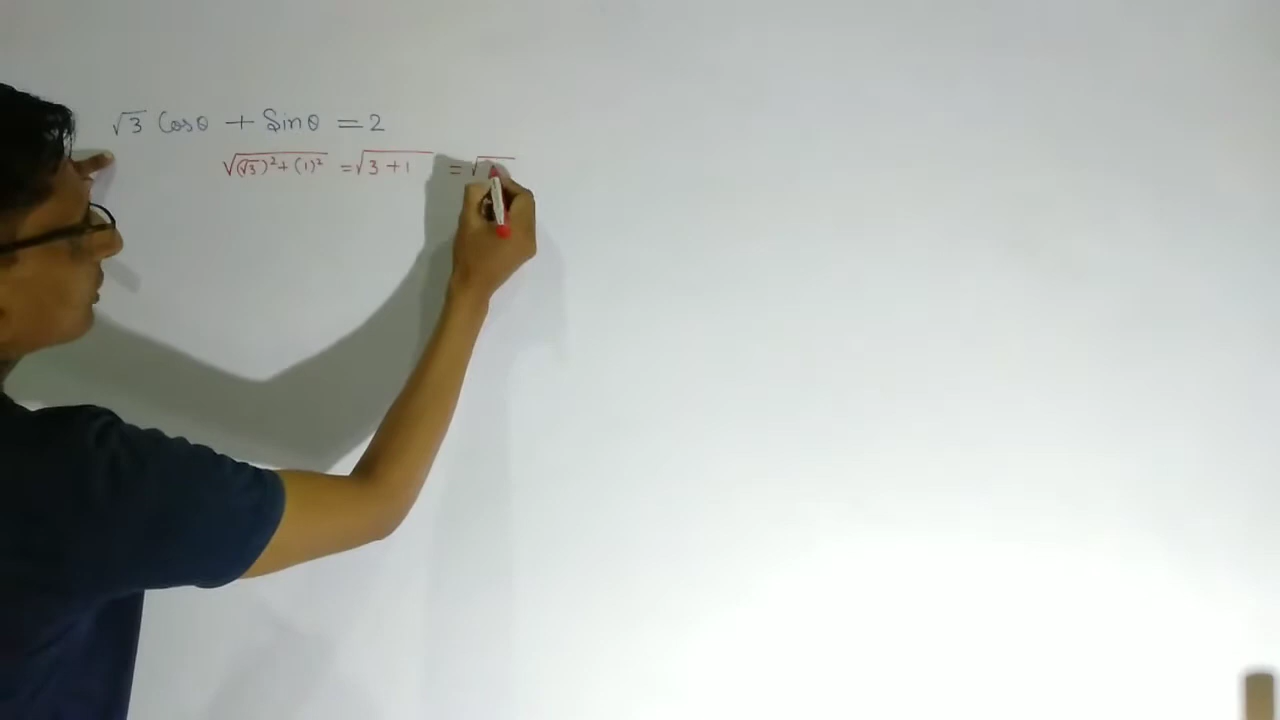 √3 Cosθ + Sinθ = 2
√(√3)²+(1)² = √3+1 = √